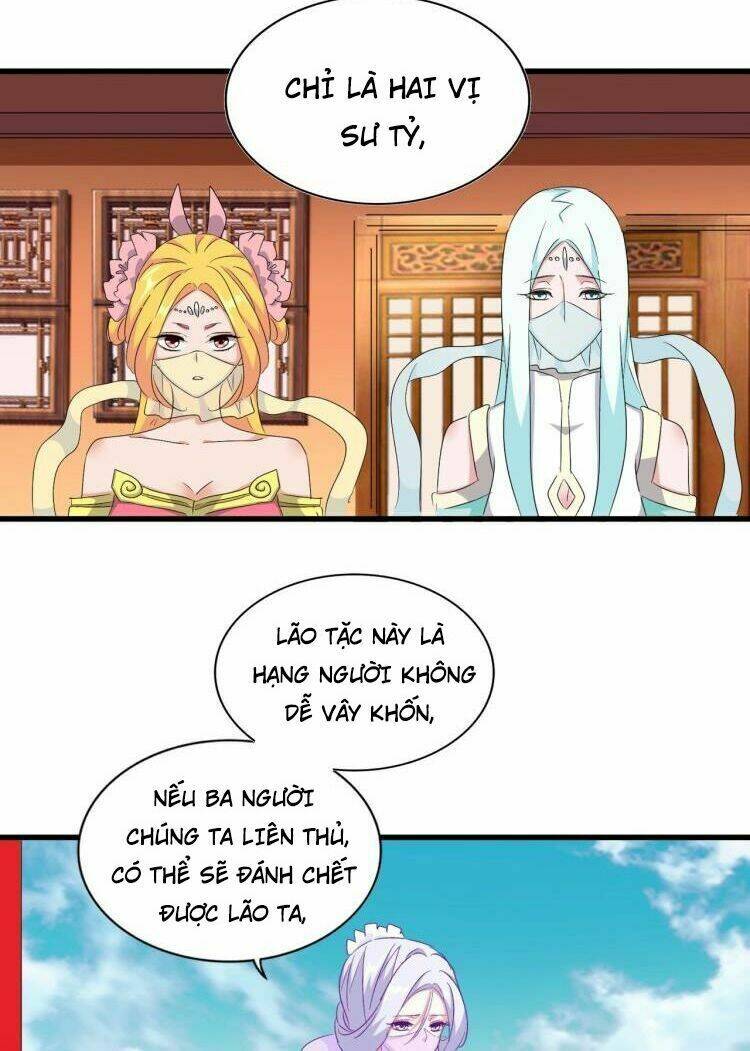 CHỈ LÀ HAI VỊ
SƯ TỶ,
LÃO TẶC NÀY LÀ
HẠNG NGƯỜI KHÔNG
DỄ VÂY KHỐN,
NẾU BA NGƯỜI
CHÚNG TA LIÊN THỦ,
CÓ THỂ SẼ ĐÁNH CHẾT
ĐƯỢC LÃO TA,